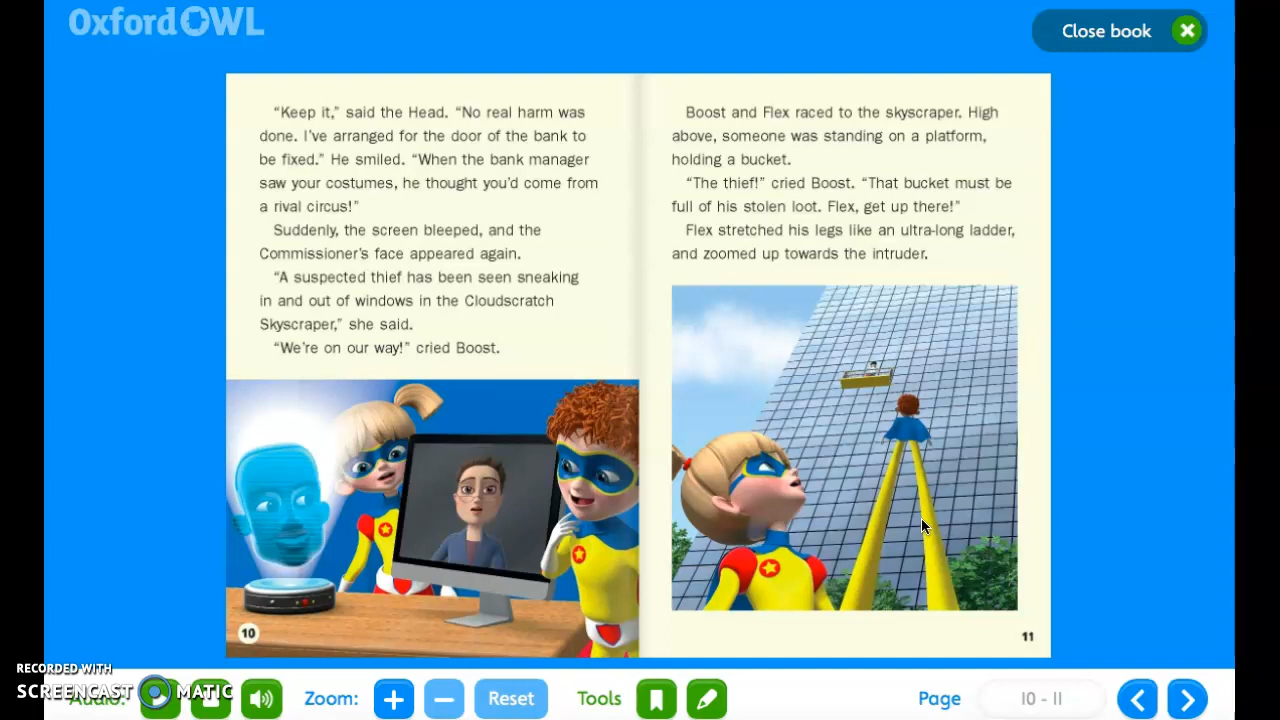 OxfordOWL
Close book
“Keep it,” said the Head. “No real harm was
done. I’ve arranged for the door of the bank to
be fixed.” He smiled. “When the bank manager
saw your costumes, he thought you’d come from
a rival circus!”
Suddenly, the screen bleeped, and the
Commissioner’s face appeared again.
“A suspected thief has been seen sneaking
in and out of windows in the Cloudscratch
Skyscraper,” she said.
“We’re on our way!” cried Boost.
10
Boost and Flex raced to the skyscraper. High
above, someone was standing on a platform,
holding a bucket.
“The thief!” cried Boost. “That bucket must be
full of his stolen loot. Flex, get up there!”
Flex stretched his legs like an ultra-long ladder,
and zoomed up towards the intruder.
11
RECORDED WITH
SCREENCAST MATIC
Audio:
Zoom:
Reset
Tools
Page
10 - 11